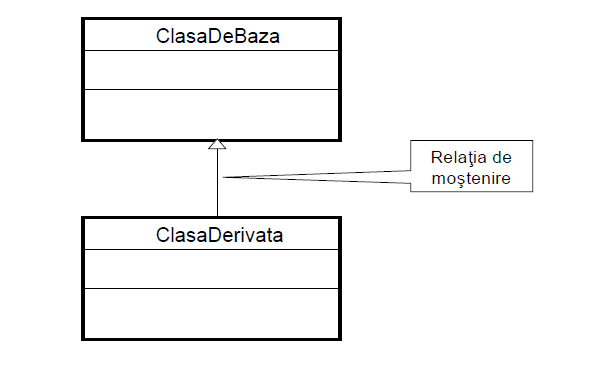 ClasaDeBaza
Relaţia de
moştenire
ClasaDerivata